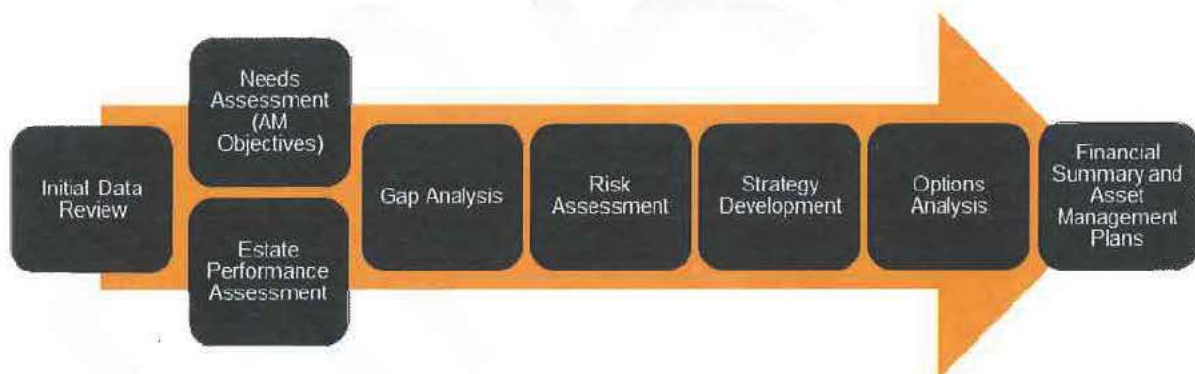 Initial Data
Review
Needs
Assessment
(AM
Objectives)
Estate
Performance
Assessment
Gap Analysis
Risk
Assessment
Strategy
Development
Options
Analysis
Financial
Summary and
Asset
Management
Plans